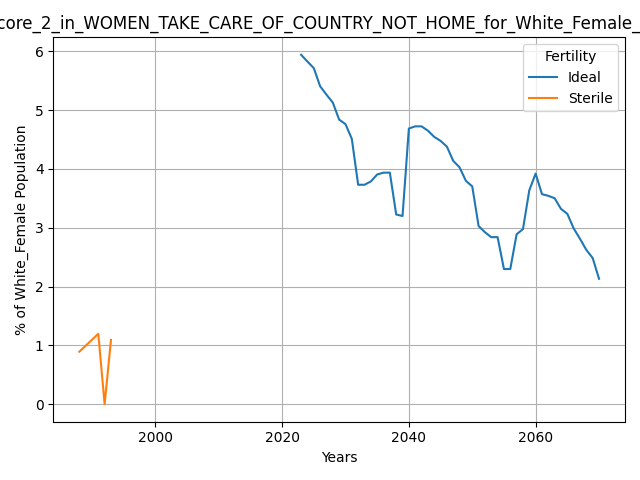 core_2_in_WOMEN_TAKE_CARE_OF_COUNTRY_NOT_HOME_for_White_Female_
Fertility
Ideal
Sterile
% of White_Female Population
6
5
4
3
2
1
0
2000 2020 2040 2060
Years